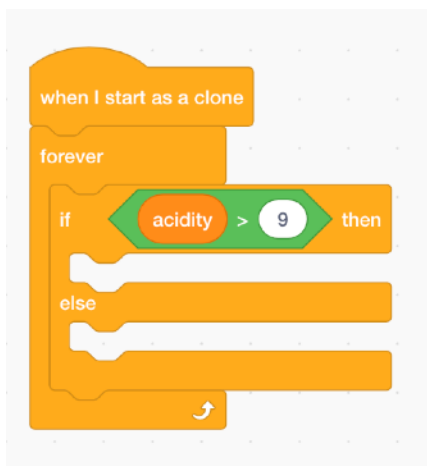 when I start as a clone
forever
if acidity > 9 then
else